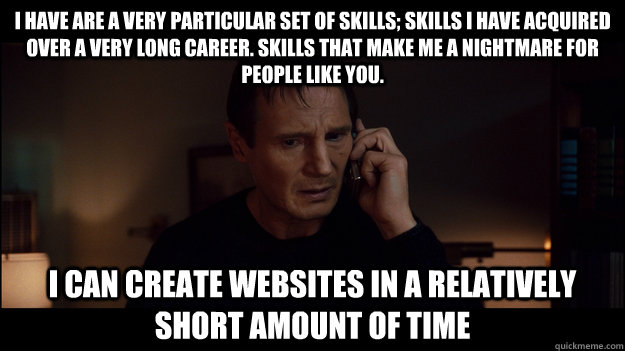 I HAVE ARE A VERY PARTICULAR SET OF SKILLS; SKILLS I HAVE ACQUIRED
OVER A VERY LONG CAREER. SKILLS THAT MAKE ME A NIGHTMARE FOR
PEOPLE LIKE YOU.
I CAN CREATE WEBSITES IN A RELATIVELY
SHORT AMOUNT OF TIME
quickmeme.com